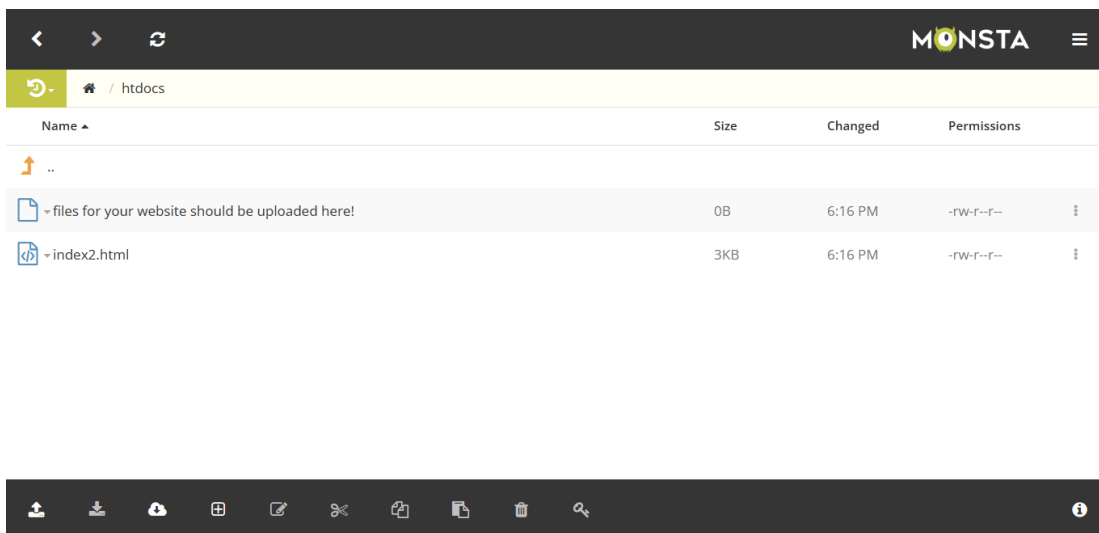 MONSTA
/ htdocs
Name Size Changed Permissions
..
files for your website should be uploaded here! 0B 6:16 PM -rw-r--r--
index2.html 3KB 6:16 PM -rw-r--r--